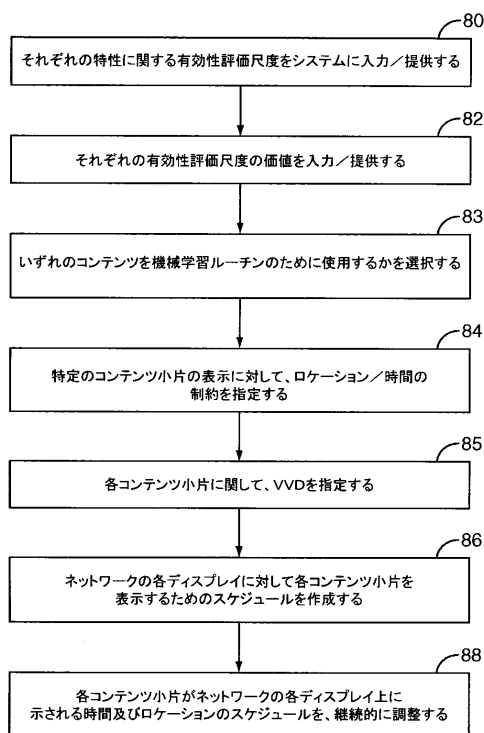 80
それぞれの特性に関する有効性評価尺度をシステムに入力／提供する
82
それぞれの有効性評価尺度の価値を入力／提供する
83
いずれのコンテンツを機械学習ルーチンのために使用するかを選択する
84
特定のコンテンツ小片の表示に対して、ロケーション／時間の
制約を指定する
85
各コンテンツ小片に関して、VVDを指定する
86
ネットワークの各ディスプレイに対して各コンテンツ小片を
表示するためのスケジュールを作成する
88
各コンテンツ小片がネットワークの各ディスプレイ上に
示される時間及びロケーションのスケジュールを、継続的に調整する